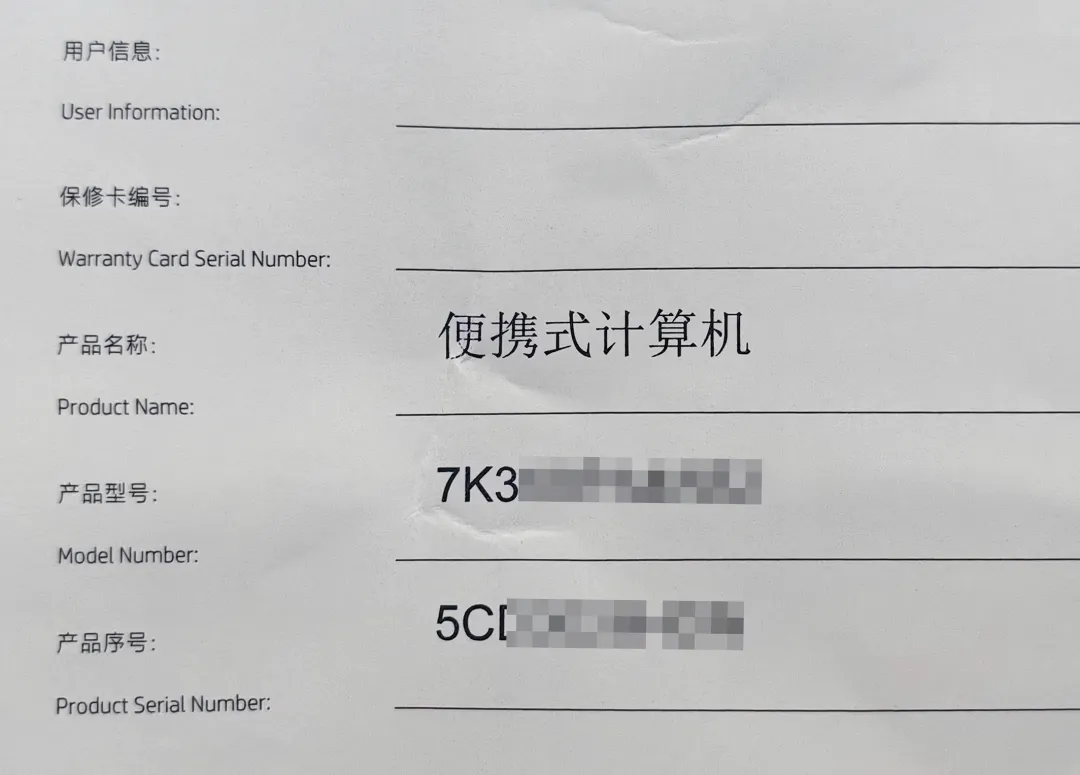 用户信息:
User Information:
保修卡编号:
Warranty Card Serial Number:
产品名称:
便携式计算机
Product Name:
产品型号:
7K3
Model Number:
产品序号:
5CD
Product Serial Number: